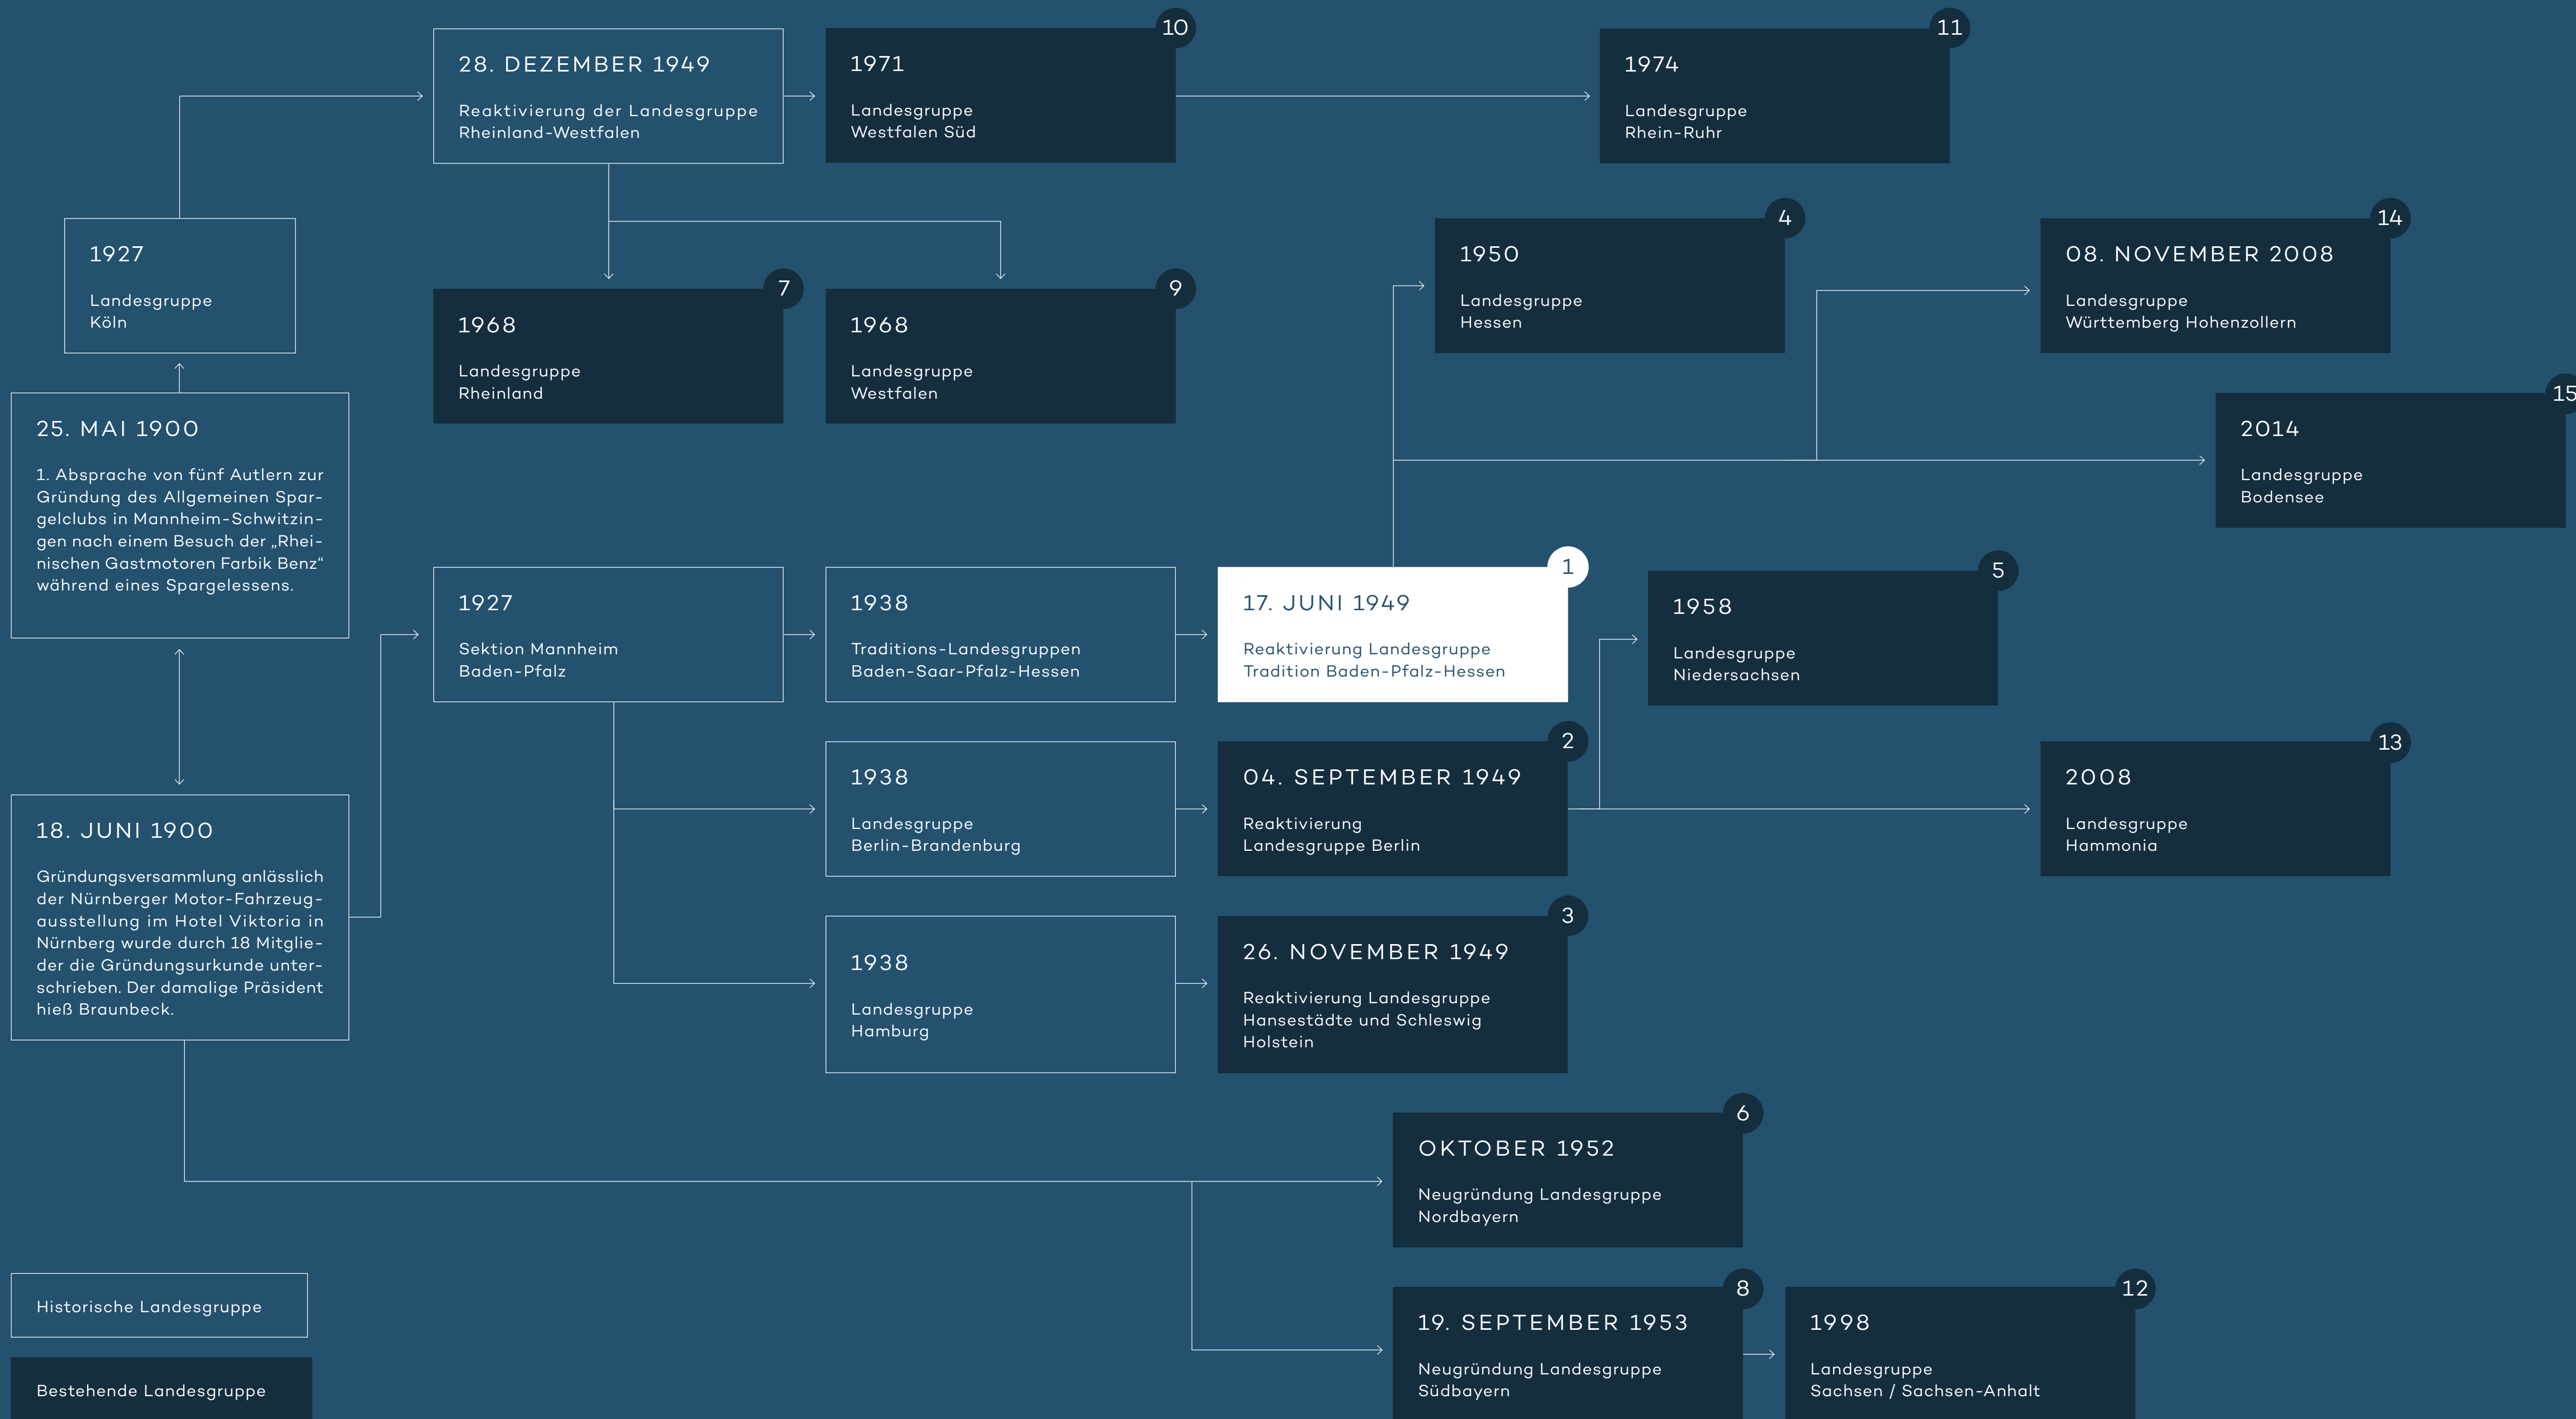 10
11
28. DEZEMBER 1949
Reaktivierung der Landesgruppe
Rheinland-Westfalen
1971
Landesgruppe
Westfalen Süd
1974
Landesgruppe
Rhein-Ruhr
4
14
1927
Landesgruppe
Köln
1950
Landesgruppe
Hessen
08. NOVEMBER 2008
Landesgruppe
Württemberg Hohenzollern
7
9
1968
Landesgruppe
Rheinland
1968
Landesgruppe
Westfalen
15
25. MAI 1900
1. Absprache von fünf Autlern zur
Gründung des Allgemeinen Spar-
gelclubs in Mannheim-Schwitzin-
gen nach einem Besuch der „Rhei-
nischen Gastmotoren Farbik Benz“
während eines Spargelessens.
2014
Landesgruppe
Bodensee
1
5
1927
Sektion Mannheim
Baden-Pfalz
1938
Traditions-Landesgruppen
Baden-Saar-Pfalz-Hessen
17. JUNI 1949
Reaktivierung Landesgruppe
Tradition Baden-Pfalz-Hessen
1958
Landesgruppe
Niedersachsen
2
13
18. JUNI 1900
Gründungsversammlung anlässlich
der Nürnberger Motor-Fahrzeug-
ausstellung im Hotel Viktoria in
Nürnberg wurde durch 18 Mitglie-
der die Gründungsurkunde unter-
schrieben. Der damalige Präsident
hieß Braunbeck.
1938
Landesgruppe
Berlin-Brandenburg
04. SEPTEMBER 1949
Reaktivierung
Landesgruppe Berlin
2008
Landesgruppe
Hammonia
3
1938
Landesgruppe
Hamburg
26. NOVEMBER 1949
Reaktivierung Landesgruppe
Hansestädte und Schleswig
Holstein
6
OKTOBER 1952
Neugründung Landesgruppe
Nordbayern
8
12
19. SEPTEMBER 1953
Neugründung Landesgruppe
Südbayern
1998
Landesgruppe
Sachsen / Sachsen-Anhalt
Historische Landesgruppe
Bestehende Landesgruppe